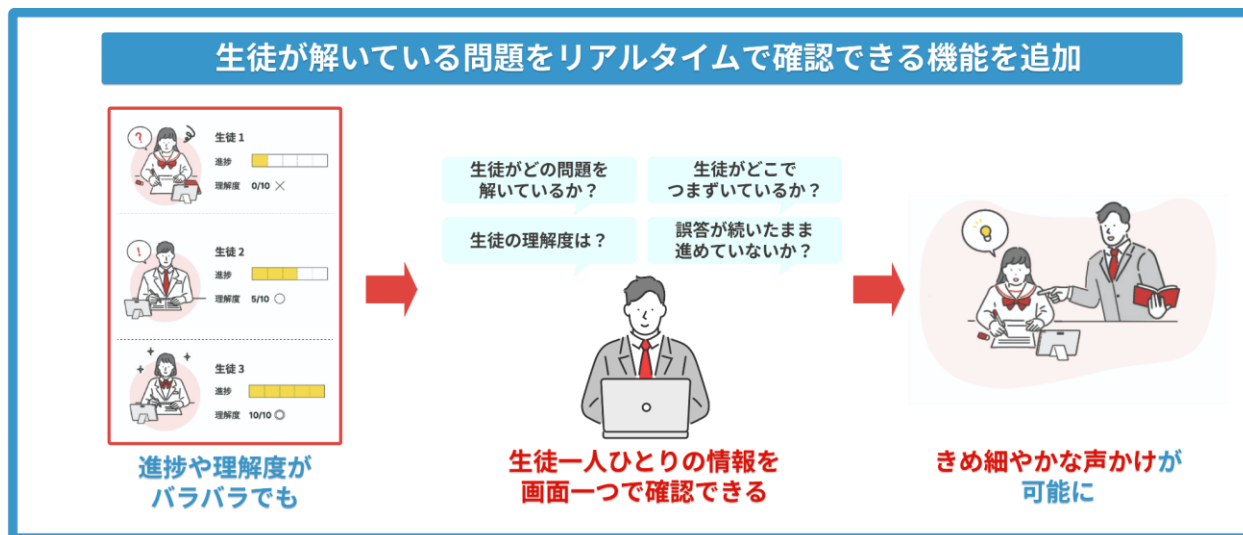 生徒が解いている問題をリアルタイムで確認できる機能を追加
?
生徒1
進捗
理解度 0/10 ×
!
生徒2
進捗
理解度 5/10 ○
生徒3
進捗
理解度 10/10 ◎
進捗や理解度が
バラバラでも
生徒がどの問題を
解いているか？
生徒がどこで
つまずいているか？
生徒の理解度は？
誤答が続いたまま
進めていないか？
生徒一人ひとりの情報を
画面一つで確認できる
きめ細やかな声かけが
可能に